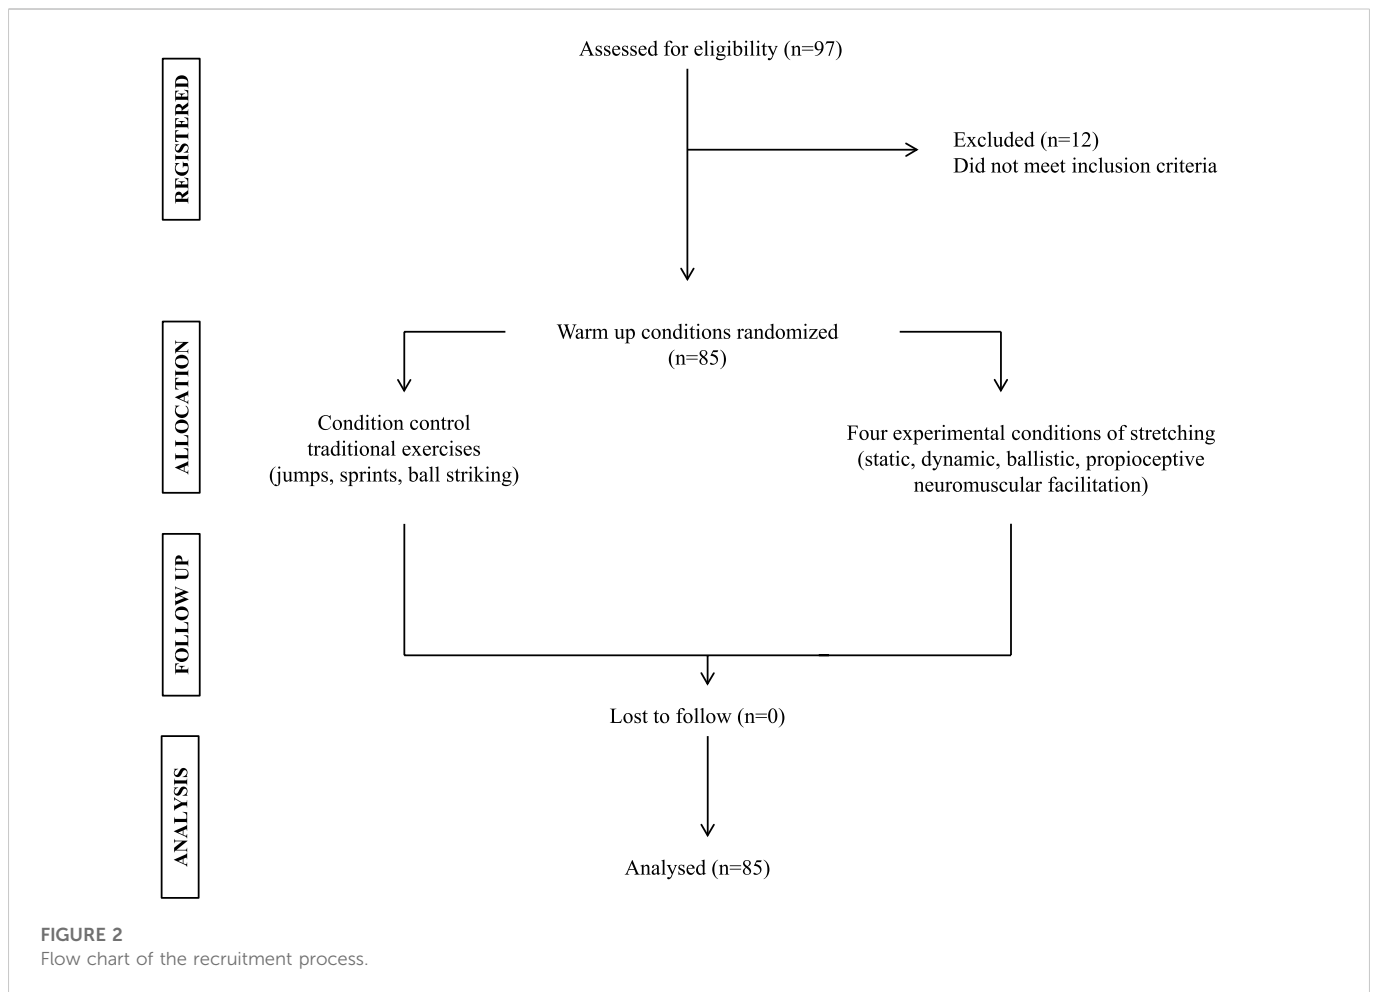 Assessed for eligibility (n=97)
REGISTERED
Excluded (n=12)
Did not meet inclusion criteria
Warm up conditions randomized
(n=85)
ALLOCATION
Condition control
traditional exercises
(jumps, sprints, ball striking)
Four experimental conditions of stretching
(static, dynamic, ballistic, propioceptive
neuromuscular facilitation)
FOLLOW UP
Lost to follow (n=0)
ANALYSIS
Analysed (n=85)
FIGURE 2
Flow chart of the recruitment process.